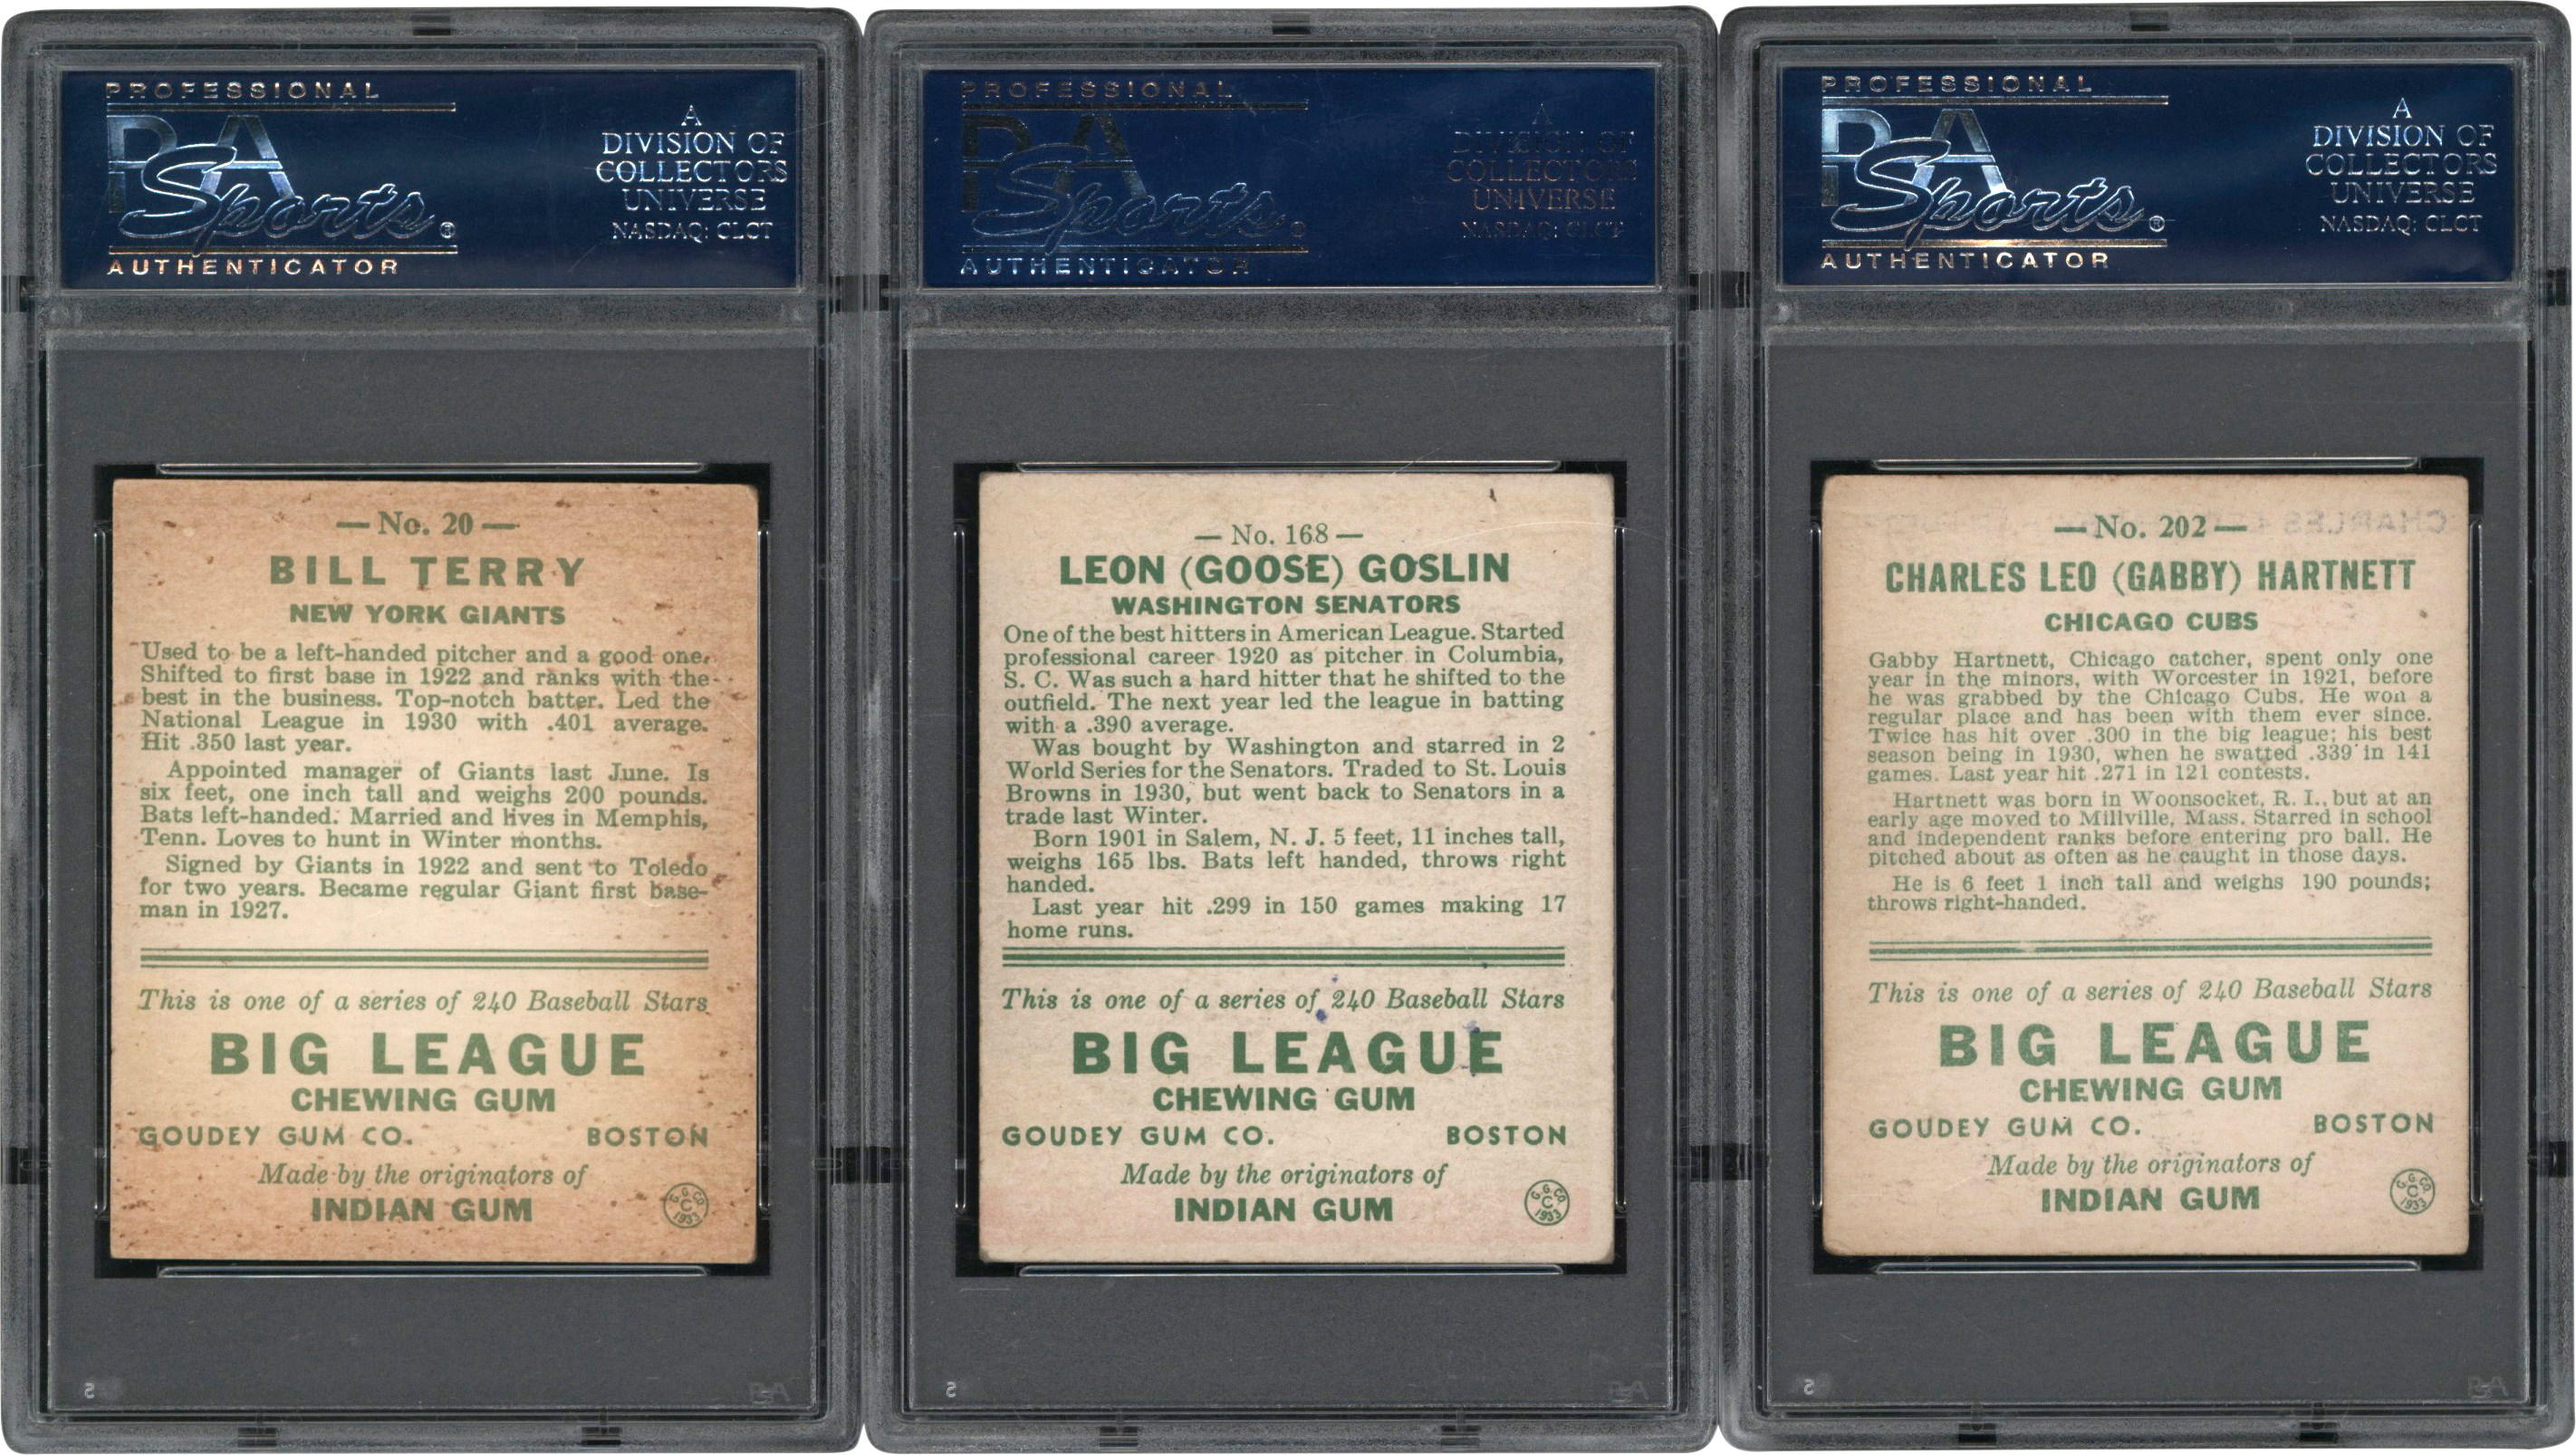 PROFESSIONAL
PSA
Sports®
AUTHENTICATOR
A
DIVISION OF
COLLECTORS
UNIVERSE
NASDAQ: CLCT
— No. 20 —
BILL TERRY
NEW YORK GIANTS
Used to be a left-handed pitcher and a good one.
Shifted to first base in 1922 and ranks with the
best in the business. Top-notch batter. Led the
National League in 1930 with .401 average.
Hit .350 last year.
Appointed manager of Giants last June. Is
six feet, one inch tall and weighs 200 pounds.
Bats left-handed. Married and lives in Memphis,
Tenn. Loves to hunt in Winter months.
Signed by Giants in 1922 and sent to Toledo
for two years. Became regular Giant first base-
man in 1927.
This is one of a series of 240 Baseball Stars
BIG LEAGUE
CHEWING GUM
GOUDEY GUM CO. BOSTON
Made by the originators of
INDIAN GUM
G. G. CO.
C
1933
PROFESSIONAL
PSA
Sports®
AUTHENTICATOR
A
DIVISION OF
COLLECTORS
UNIVERSE
NASDAQ: CLCT
— No. 168 —
LEON (GOOSE) GOSLIN
WASHINGTON SENATORS
One of the best hitters in American League. Started
professional career 1920 as pitcher in Columbia,
S. C. Was such a hard hitter that he shifted to the
outfield. The next year led the league in batting
with a .390 average.
Was bought by Washington and starred in 2
World Series for the Senators. Traded to St. Louis
Browns in 1930, but went back to Senators in a
trade last Winter.
Born 1901 in Salem, N. J. 5 feet, 11 inches tall,
weighs 165 lbs. Bats left handed, throws right
handed.
Last year hit .299 in 150 games making 17
home runs.
This is one of a series of 240 Baseball Stars
BIG LEAGUE
CHEWING GUM
GOUDEY GUM CO. BOSTON
Made by the originators of
INDIAN GUM
G. G. CO.
C
1933
PROFESSIONAL
PSA
Sports®
AUTHENTICATOR
A
DIVISION OF
COLLECTORS
UNIVERSE
NASDAQ: CLCT
— No. 202 —
CHARLES LEO (GABBY) HARTNETT
CHICAGO CUBS
Gabby Hartnett, Chicago catcher, spent only one
year in the minors, with Worcester in 1921, before
he was grabbed by the Chicago Cubs. He won a
regular place and has been with them ever since.
Twice has hit over .300 in the big league; his best
season being in 1930, when he swatted .339 in 141
games. Last year hit .271 in 121 contests.
Hartnett was born in Woonsocket, R. I., but at an
early age moved to Millville, Mass. Starred in school
and independent ranks before entering pro ball. He
pitched about as often as he caught in those days.
He is 6 feet 1 inch tall and weighs 190 pounds;
throws right-handed.
This is one of a series of 240 Baseball Stars
BIG LEAGUE
CHEWING GUM
GOUDEY GUM CO. BOSTON
Made by the originators of
INDIAN GUM
G. G. CO.
C
1933